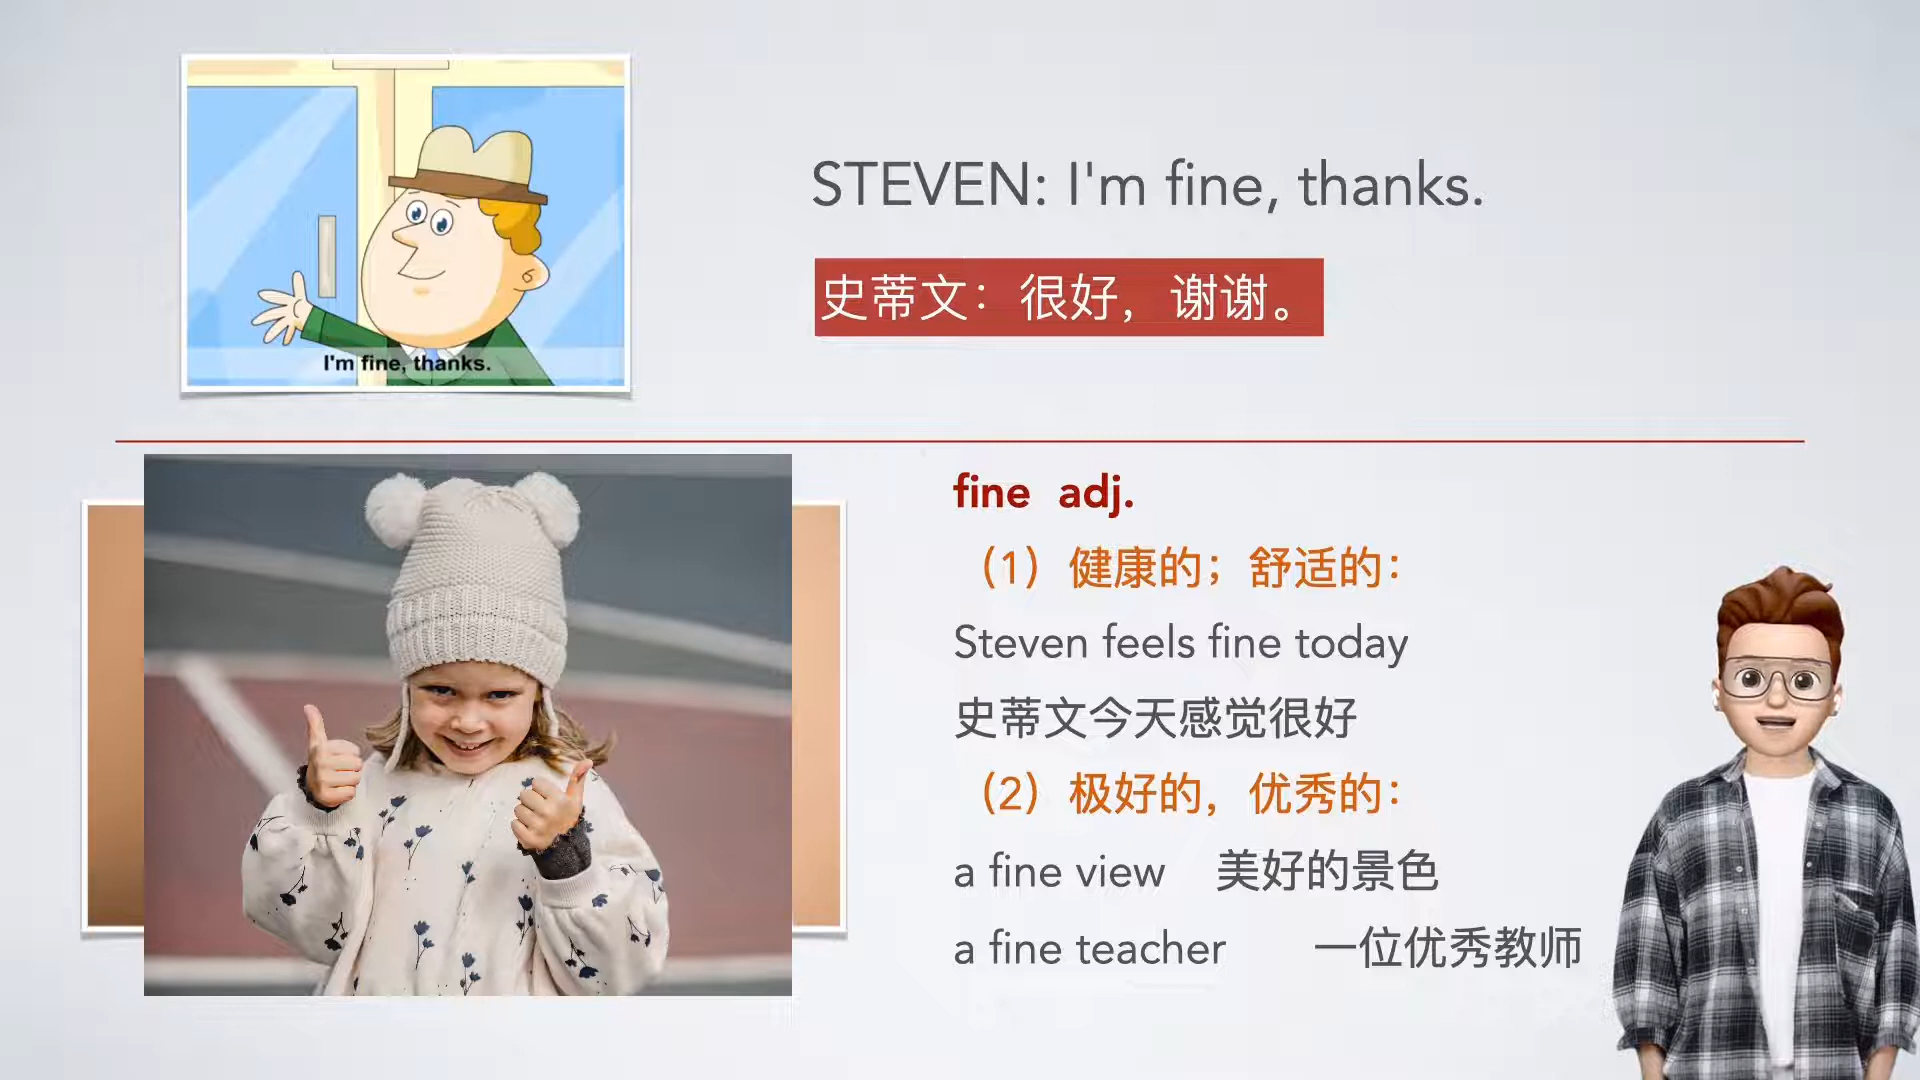 I'm fine, thanks.
STEVEN: I'm fine, thanks.
史蒂文：很好，谢谢。
fine adj.
（1）健康的；舒适的：
Steven feels fine today
史蒂文今天感觉很好
（2）极好的，优秀的：
a fine view 美好的景色
a fine teacher 一位优秀教师